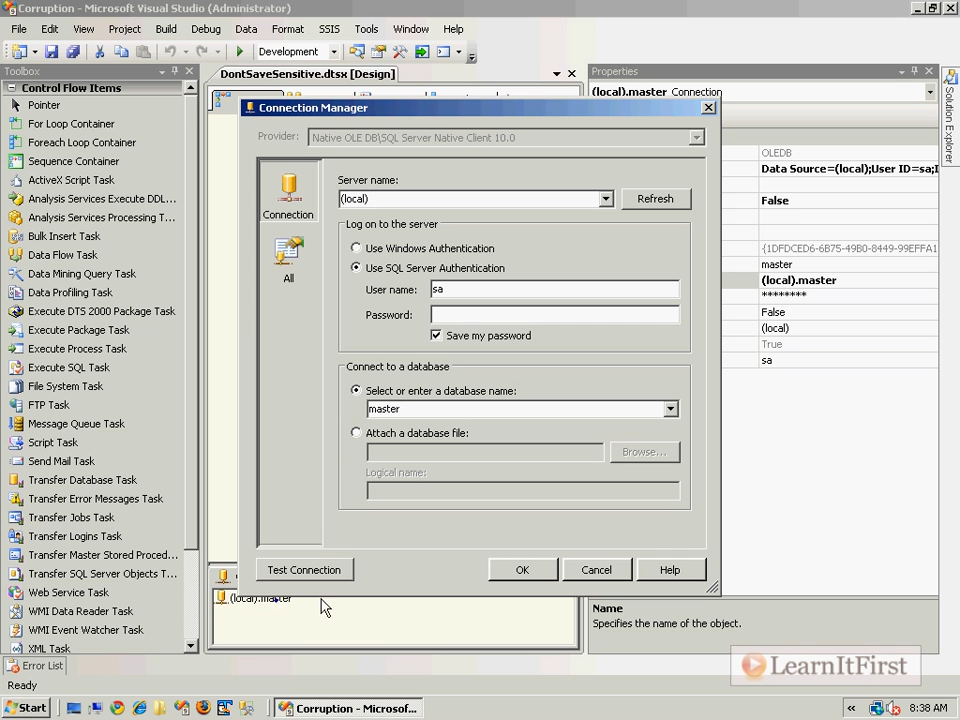 Corruption - Microsoft Visual Studio (Administrator)
File Edit View Project Build Debug Data Format SSIS Tools Window Help
Development
Toolbox
Control Flow Items
Pointer
For Loop Container
Foreach Loop Container
Sequence Container
ActiveX Script Task
Analysis Services Execute DDL...
Analysis Services Processing T...
Bulk Insert Task
Data Flow Task
Data Mining Query Task
Data Profiling Task
Execute DTS 2000 Package Task
Execute Package Task
Execute Process Task
Execute SQL Task
File System Task
FTP Task
Message Queue Task
Script Task
Send Mail Task
Transfer Database Task
Transfer Error Messages Task
Transfer Jobs Task
Transfer Logins Task
Transfer Master Stored Proced...
Transfer SQL Server Objects T...
Web Service Task
WMI Data Reader Task
WMI Event Watcher Task
XML Task
Error List
Ready
DontSaveSensitive.dtsx [Design]
Connection Manager
Provider: Native OLE DB\SQL Server Native Client 10.0
Connection
All
Server name:
(local)
Refresh
Log on to the server
Use Windows Authentication
Use SQL Server Authentication
User name: sa
Password:
Save my password
Connect to a database
Select or enter a database name:
master
Attach a database file:
Browse...
Logical name:
Test Connection OK Cancel Help
(local).master
Properties
(local).master Connection
OLEDB
Data Source=(local);User ID=sa;I
False
{1DFDCED6-6B75-49B0-8449-99EFFA1
master
(local).master
********
False
(local)
True
sa
Name
Specifies the name of the object.
Solution Explorer
LearnItFirst
Start
Corruption - Microsof...
«
8:38 AM